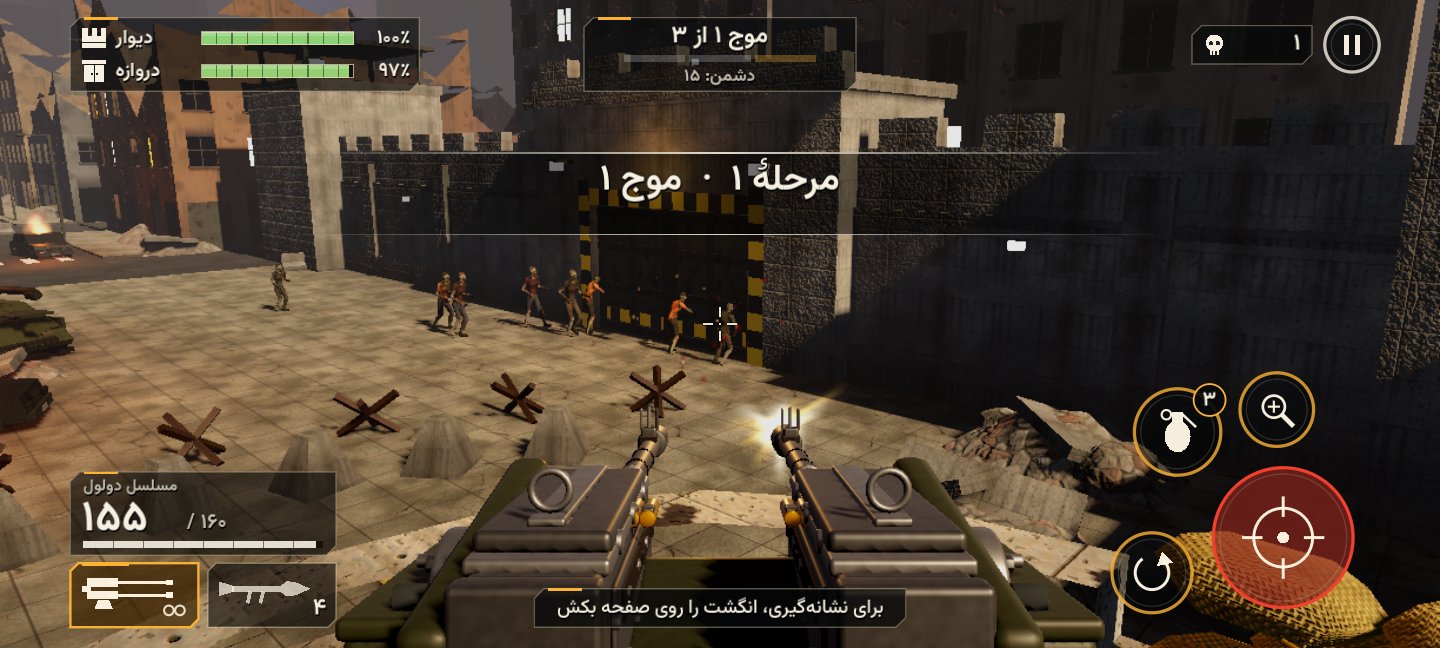 دیوار ۱۰۰٪
دروازه ۹۷٪
موج ۱ از ۳
دشمن: ۱۵
۱
مرحلهٔ ۱ · موج ۱
۳
مسلسل دولول
۱۵۵ / ۱۶۰
∞
۴
برای نشانه‌گیری، انگشت را روی صفحه بکش